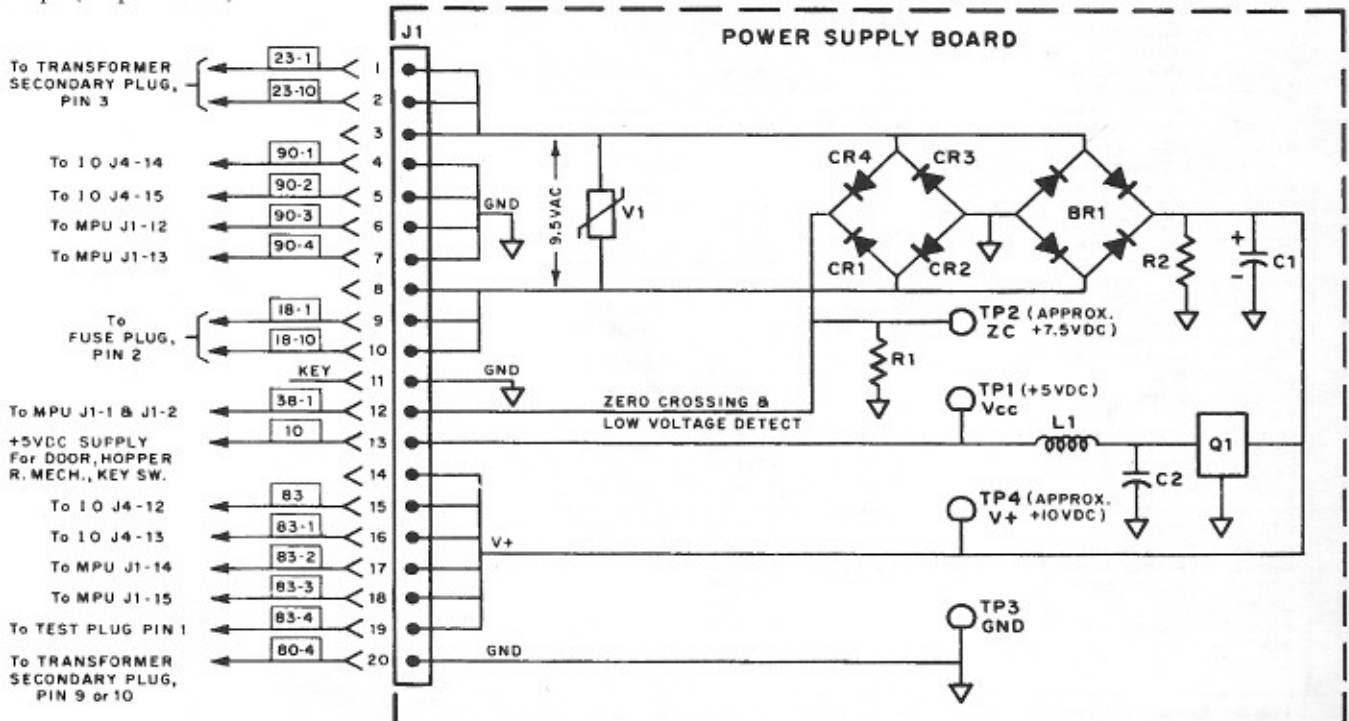 POWER SUPPLY BOARD
J1
To TRANSFORMER
SECONDARY PLUG,
PIN 3
23-1
1
23-10
2
3
To IO J4-14
90-1
4
To IO J4-15
90-2
5
To MPU J1-12
90-3
6
To MPU J1-13
90-4
7
GND
8
To
FUSE PLUG,
PIN 2
18-1
9
18-10
10
KEY
11
GND
To MPU J1-1 & J1-2
38-1
12
ZERO CROSSING &
LOW VOLTAGE DETECT
+5VDC SUPPLY
For DOOR, HOPPER
R. MECH., KEY SW.
10
13
14
To IO J4-12
83
15
To IO J4-13
83-1
16
To MPU J1-14
83-2
17
To MPU J1-15
83-3
18
To TEST PLUG PIN 1
83-4
19
V+
To TRANSFORMER
SECONDARY PLUG,
PIN 9 or 10
80-4
20
GND
9.5VAC
V1
CR4
CR3
CR1
CR2
BR1
R2
+
-
C1
TP2 (APPROX.
ZC +7.5VDC)
R1
TP1 (+5VDC)
Vcc
L1
C2
Q1
TP4 (APPROX.
V+ +10VDC)
TP3
GND